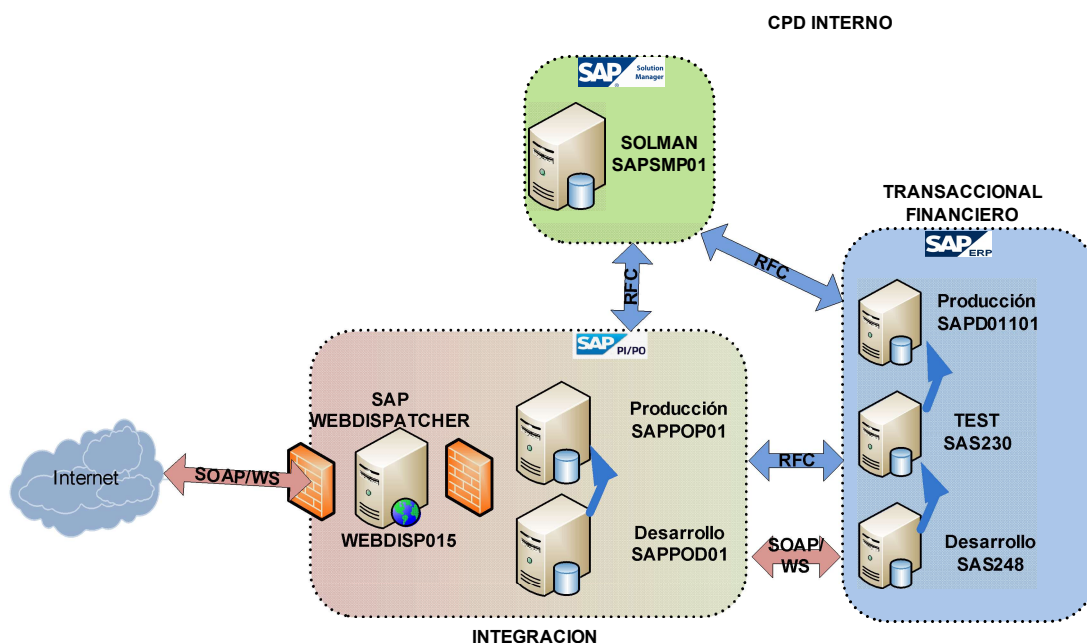 CPD INTERNO
SAP
Solution
Manager
SOLMAN
SAPSMP01
TRANSACCIONAL
FINANCIERO
SAP
ERP
RFC
RFC
Producción
SAPD01101
SAP
PI/PO
SAP
WEBDISPATCHER
Producción
SAPPOP01
TEST
SAS230
Internet
SOAP/WS
RFC
WEBDISP015
Desarrollo
SAPPOD01
SOAP/
WS
Desarrollo
SAS248
INTEGRACION